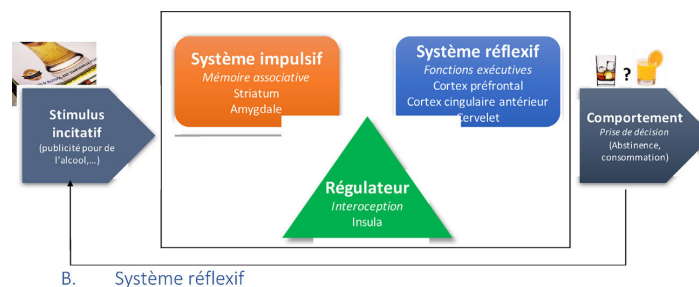 Système impulsif
Mémoire associative
Striatum
Amygdale
Système réflexif
Fonctions exécutives
Cortex préfrontal
Cortex cingulaire antérieur
Cervelet
Stimulus
incitatif
(publicité pour de
l'alcool,...)
?
Comportement
Prise de décision
(Abstinence,
consommation)
Régulateur
Interoception
Insula
B. Système réflexif